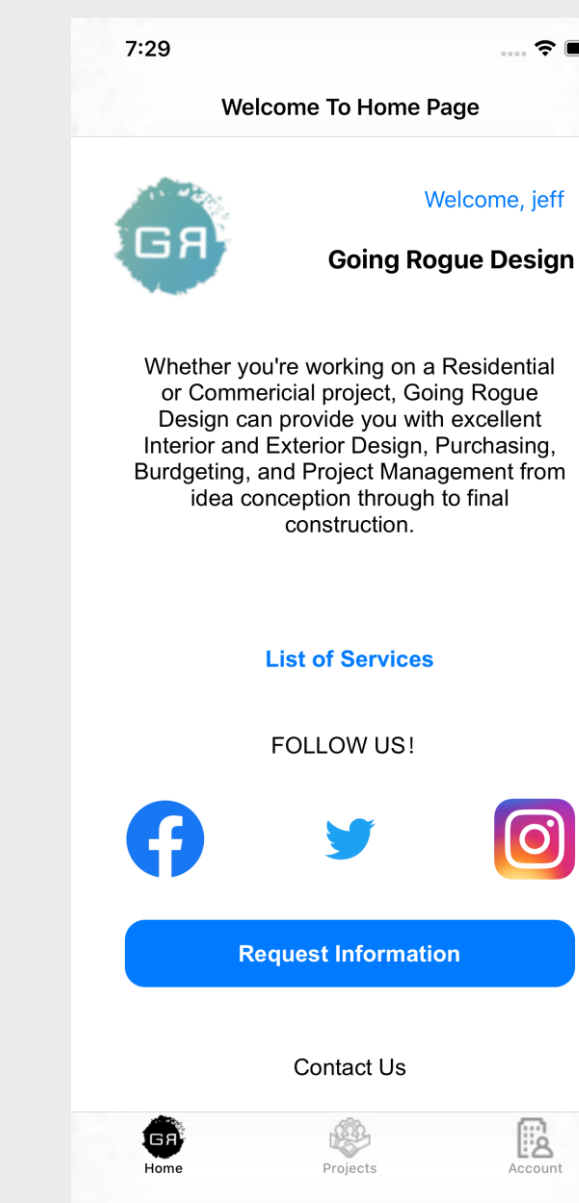 7:29
Welcome To Home Page
GЯ
Welcome, jeff
Going Rogue Design
Whether you're working on a Residential
or Commericial project, Going Rogue
Design can provide you with excellent
Interior and Exterior Design, Purchasing,
Burdgeting, and Project Management from
idea conception through to final
construction.
List of Services
FOLLOW US!
Request Information
Contact Us
GЯ
Home
Projects
Account